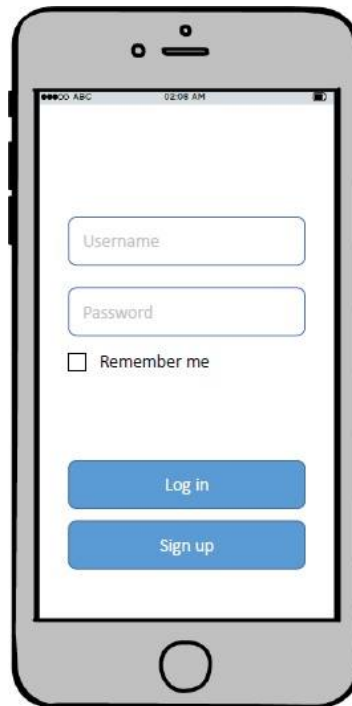 ABC 02:08 AM
Username
Password
Remember me
Log in
Sign up